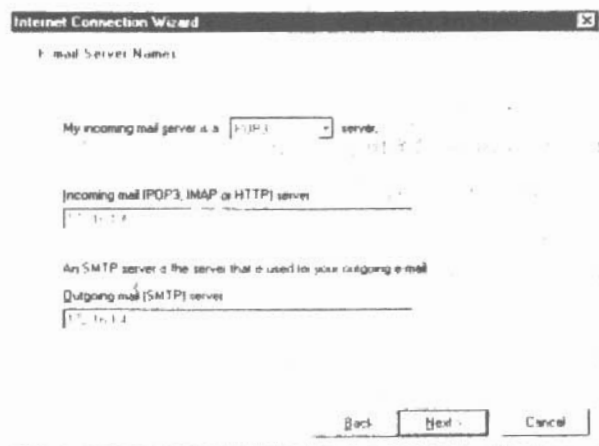 Internet Connection Wizard
E-mail Server Names
My incoming mail server is a POP3 server.
Incoming mail (POP3, IMAP or HTTP) server
An SMTP server is the server that is used for your outgoing e-mail
Outgoing mail (SMTP) server
Back Next > Cancel